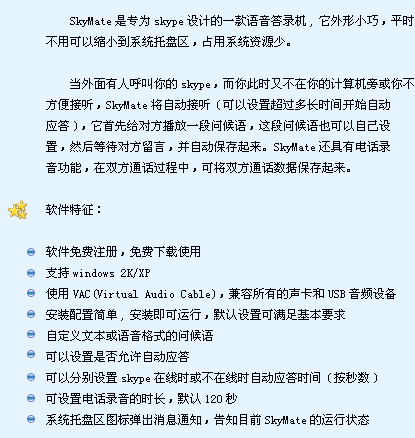 SkyMate 是专为 skype 设计的一款语音答录机，它外形小巧，平时
不用可以缩小到系统托盘区，占用系统资源少。
当外面有人呼叫你的 skype，而你此时又不在你的计算机旁或你不
方便接听，SkyMate 将自动接听（可以设置超过多长时间开始自动
应答），它首先给对方播放一段问候语，这段问候语也可以自己设
置，然后等待对方留言，并自动保存起来。SkyMate 还具有电话录
音功能，在双方通话过程中，可将双方通话数据保存起来。
软件特征：
软件免费注册，免费下载使用
支持 windows 2K/XP
使用 VAC(Virtual Audio Cable)，兼容所有的声卡和 USB 音频设备
安装配置简单，安装即可运行，默认设置可满足基本要求
自定义文本或语音格式的问候语
可以设置是否允许自动应答
可以分别设置 skype 在线时或不在线时自动应答时间（按秒数）
可设置电话录音的时长，默认 120 秒
系统托盘区图标弹出消息通知，告知目前 SkyMate 的运行状态